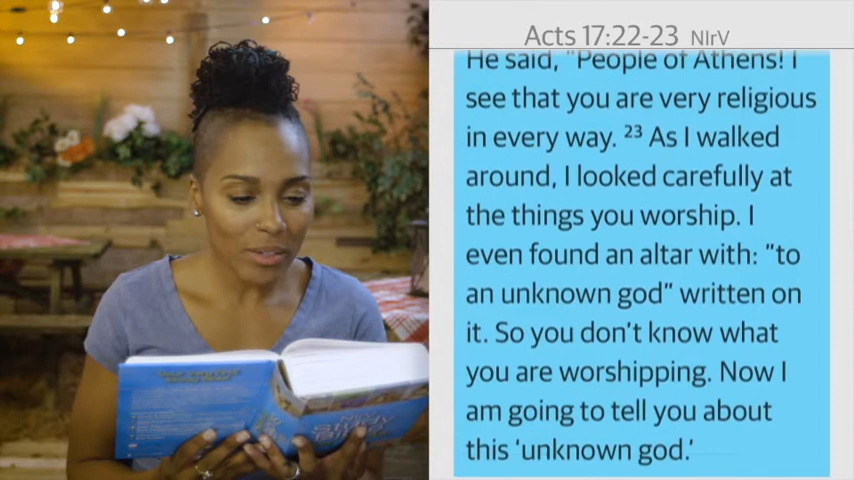 Acts 17:22-23 NIrV
He said, "People of Athens! I
see that you are very religious
in every way. ²³ As I walked
around, I looked carefully at
the things you worship. I
even found an altar with: "to
an unknown god" written on
it. So you don't know what
you are worshipping. Now I
am going to tell you about
this 'unknown god.'